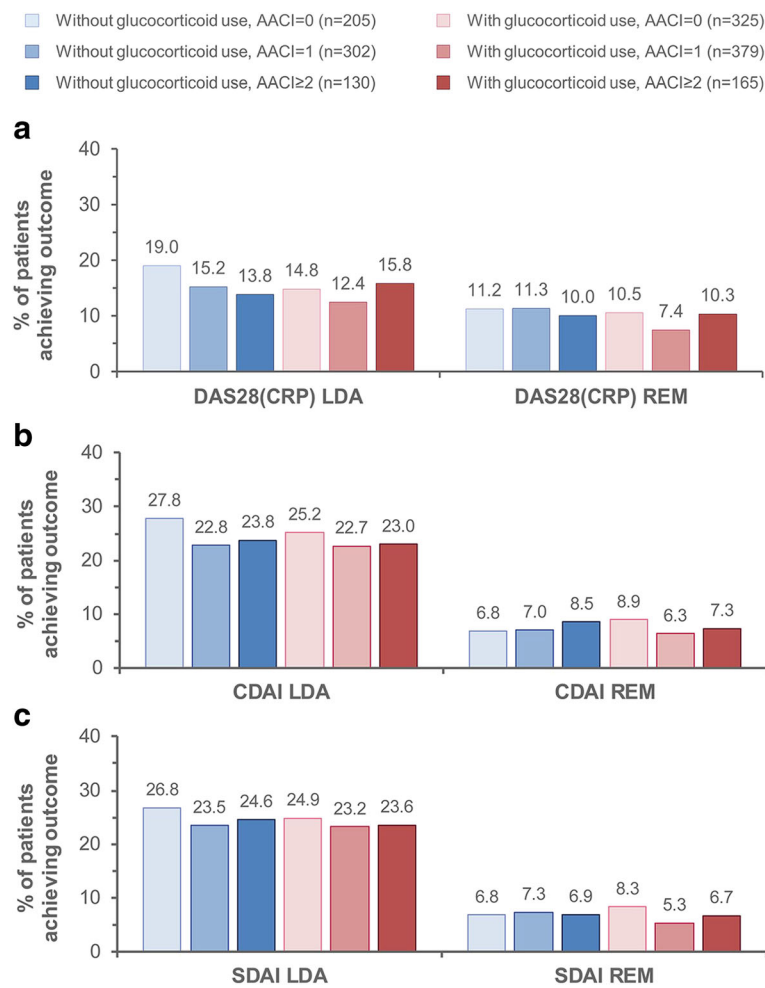 Without glucocorticoid use, AACI=0 (n=205)
With glucocorticoid use, AACI=0 (n=325)
Without glucocorticoid use, AACI=1 (n=302)
With glucocorticoid use, AACI=1 (n=379)
Without glucocorticoid use, AACI≥2 (n=130)
With glucocorticoid use, AACI≥2 (n=165)
a
% of patients
achieving outcome
40
30
20
10
0
19.0 15.2 13.8 14.8 12.4 15.8
11.2 11.3 10.0 10.5 7.4 10.3
DAS28(CRP) LDA
DAS28(CRP) REM
b
% of patients
achieving outcome
40
30
20
10
0
27.8 22.8 23.8 25.2 22.7 23.0
6.8 7.0 8.5 8.9 6.3 7.3
CDAI LDA
CDAI REM
c
% of patients
achieving outcome
40
30
20
10
0
26.8 23.5 24.6 24.9 23.2 23.6
6.8 7.3 6.9 8.3 5.3 6.7
SDAI LDA
SDAI REM